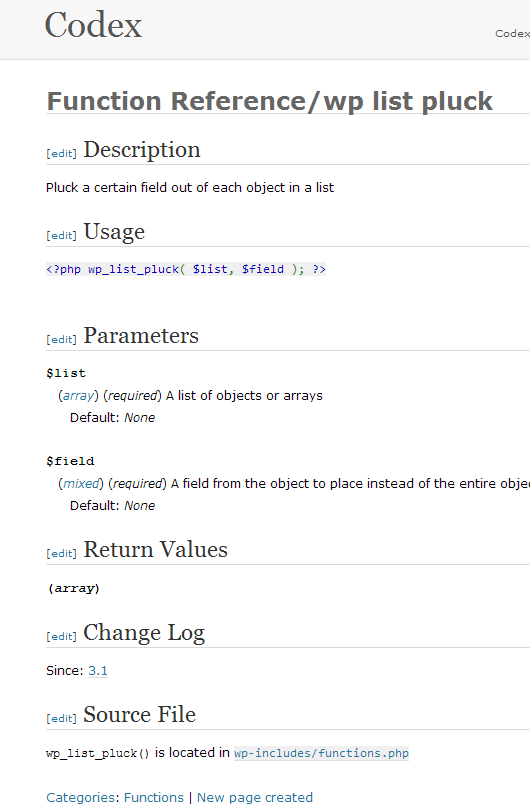 Codex
Codex
Function Reference/wp list pluck
[edit] Description
Pluck a certain field out of each object in a list
[edit] Usage
<?php wp_list_pluck( $list, $field ); ?>
[edit] Parameters
$list
(array) (required) A list of objects or arrays
Default: None
$field
(mixed) (required) A field from the object to place instead of the entire obje
Default: None
[edit] Return Values
(array)
[edit] Change Log
Since: 3.1
[edit] Source File
wp_list_pluck() is located in wp-includes/functions.php
Categories: Functions | New page created